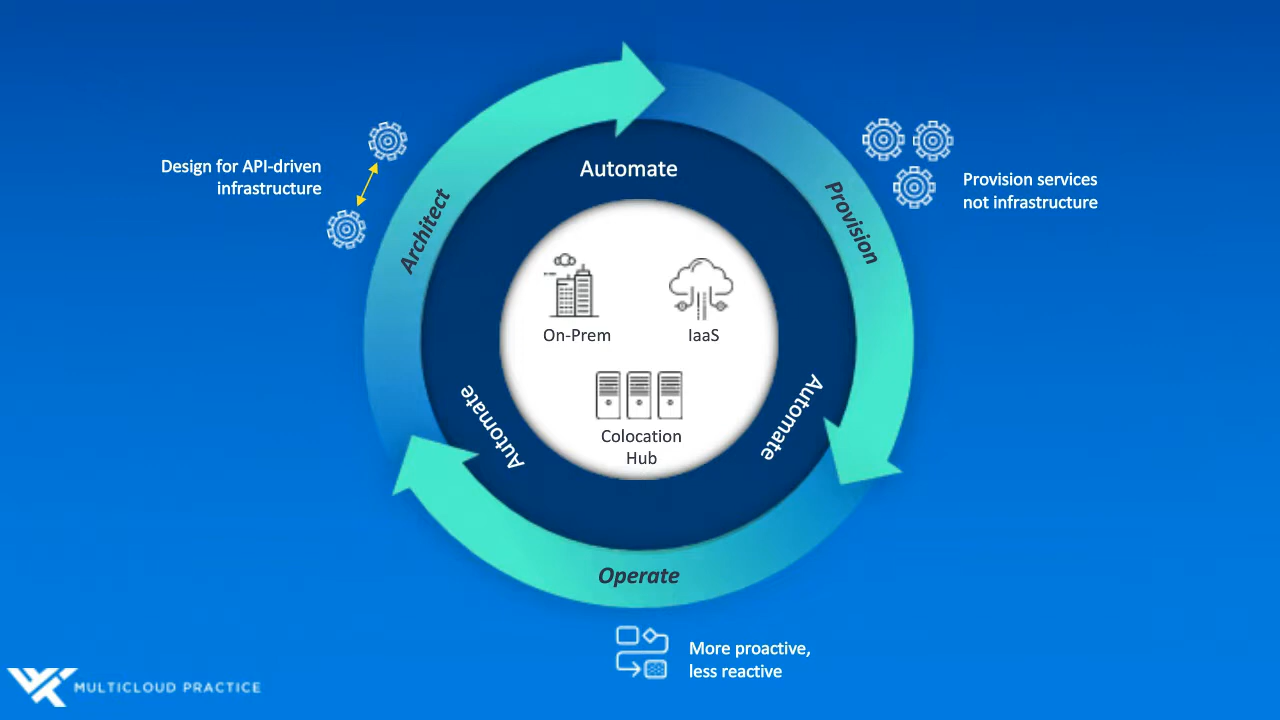 Design for API-driven
infrastructure
Architect
Automate
Provision
Provision services
not infrastructure
On-Prem
IaaS
Colocation
Hub
Automate
Automate
Operate
More proactive,
less reactive
MULTICLOUD PRACTICE